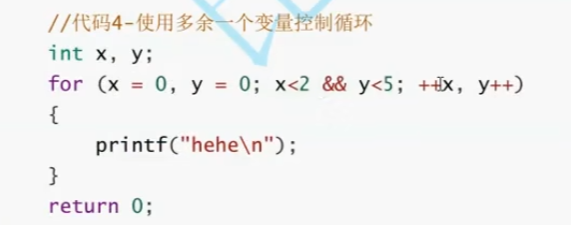 //代码4-使用多余一个变量控制循环
int x, y;
for (x = 0, y = 0; x<2 && y<5; ++x, y++)
{
    printf("hehe\n");
}
return 0;